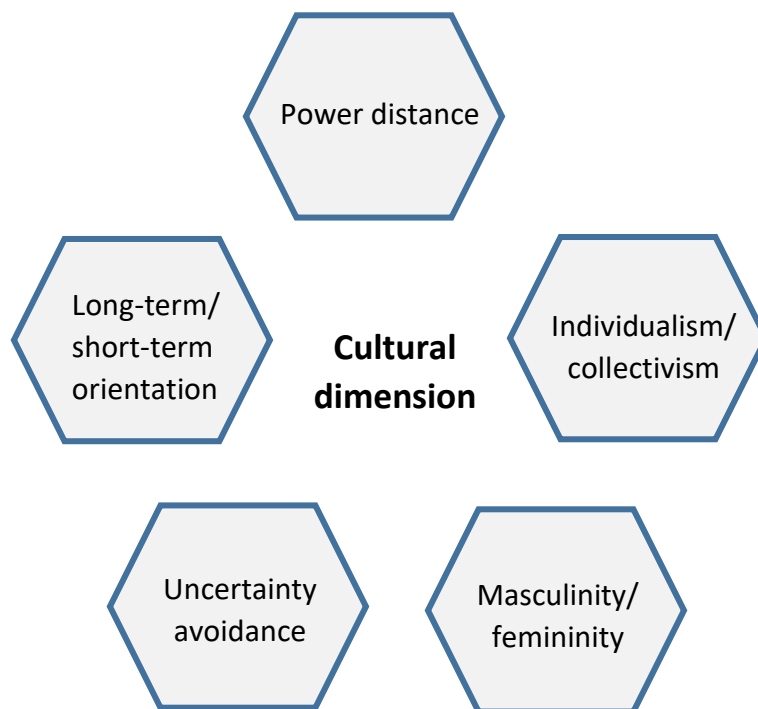 Power distance
Long-term/
short-term
orientation
Cultural
dimension
Individualism/
collectivism
Uncertainty
avoidance
Masculinity/
femininity